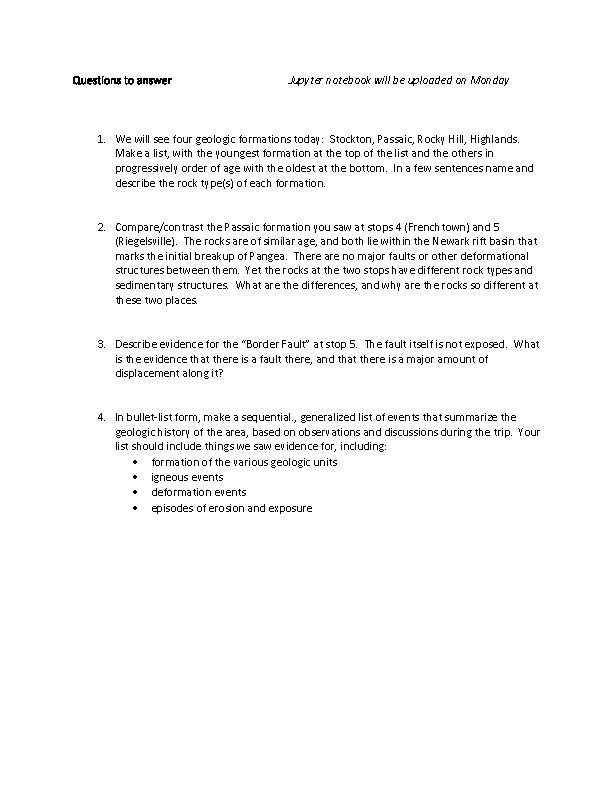 Questions to answer Jupyter notebook will be uploaded on Monday
1. We will see four geologic formations today: Stockton, Passaic, Rocky Hill, Highlands.
Make a list, with the youngest formation at the top of the list and the others in
progressively order of age with the oldest at the bottom. In a few sentences name and
describe the rock type(s) of each formation.
2. Compare/contrast the Passaic formation you saw at stops 4 (Frenchtown) and 5
(Riegelsville). The rocks are of similar age, and both lie within the Newark rift basin that
marks the initial breakup of Pangea. There are no major faults or other deformational
structures between them. Yet the rocks at the two stops have different rock types and
sedimentary structures. What are the differences, and why are the rocks so different at
these two places.
3. Describe evidence for the “Border Fault” at stop 5. The fault itself is not exposed. What
is the evidence that there is a fault there, and that there is a major amount of
displacement along it?
4. In bullet-list form, make a sequential., generalized list of events that summarize the
geologic history of the area, based on observations and discussions during the trip. Your
list should include things we saw evidence for, including:
• formation of the various geologic units
• igneous events
• deformation events
• episodes of erosion and exposure